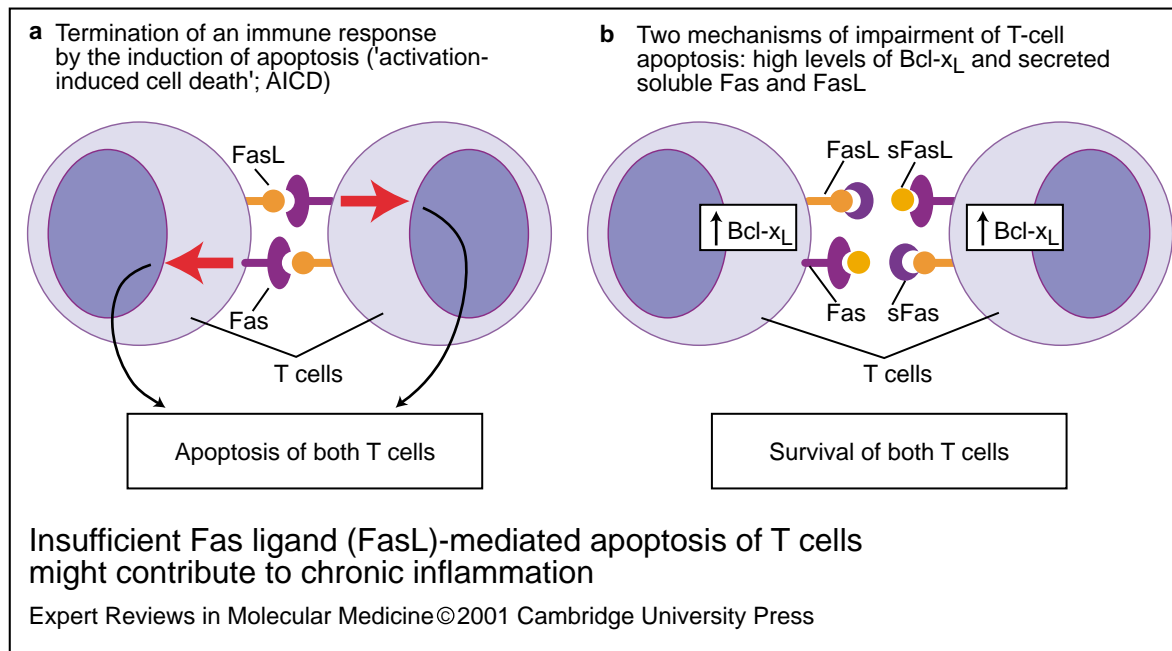 a Termination of an immune response
by the induction of apoptosis ('activation-
induced cell death'; AICD)
FasL
Fas
T cells
Apoptosis of both T cells
b Two mechanisms of impairment of T-cell
apoptosis: high levels of Bcl-xL and secreted
soluble Fas and FasL
FasL sFasL
↑ Bcl-xL
↑ Bcl-xL
Fas sFas
T cells
Survival of both T cells
Insufficient Fas ligand (FasL)-mediated apoptosis of T cells
might contribute to chronic inflammation
Expert Reviews in Molecular Medicine©2001 Cambridge University Press